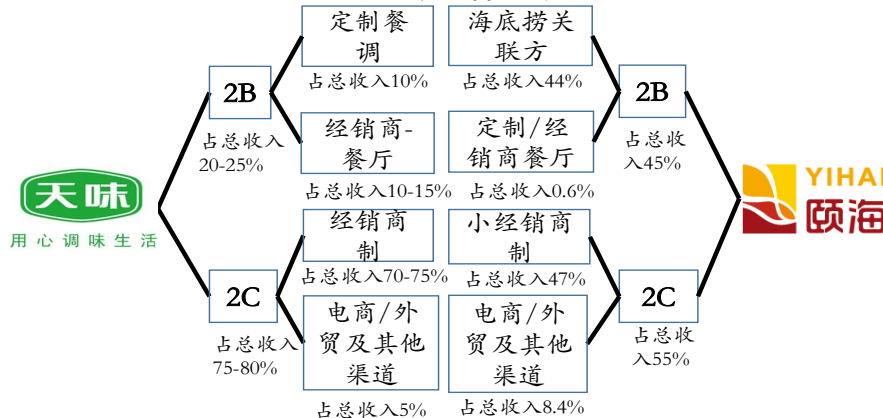 定制餐
调
占总收入10%
海底捞关
联方
占总收入44%
2B
占总收入
20-25%
经销商-
餐厅
占总收入10-15%
定制/经
销商餐厅
占总收入0.6%
2B
占总收
入45%
天味
用心调味生活
YIHAI
颐海
经销商
制
占总收入70-75%
小经销商
制
占总收入47%
2C
占总收入
75-80%
电商/外
贸及其他
渠道
占总收入5%
电商/外
贸及其他
渠道
占总收入8.4%
2C
占总收
入55%